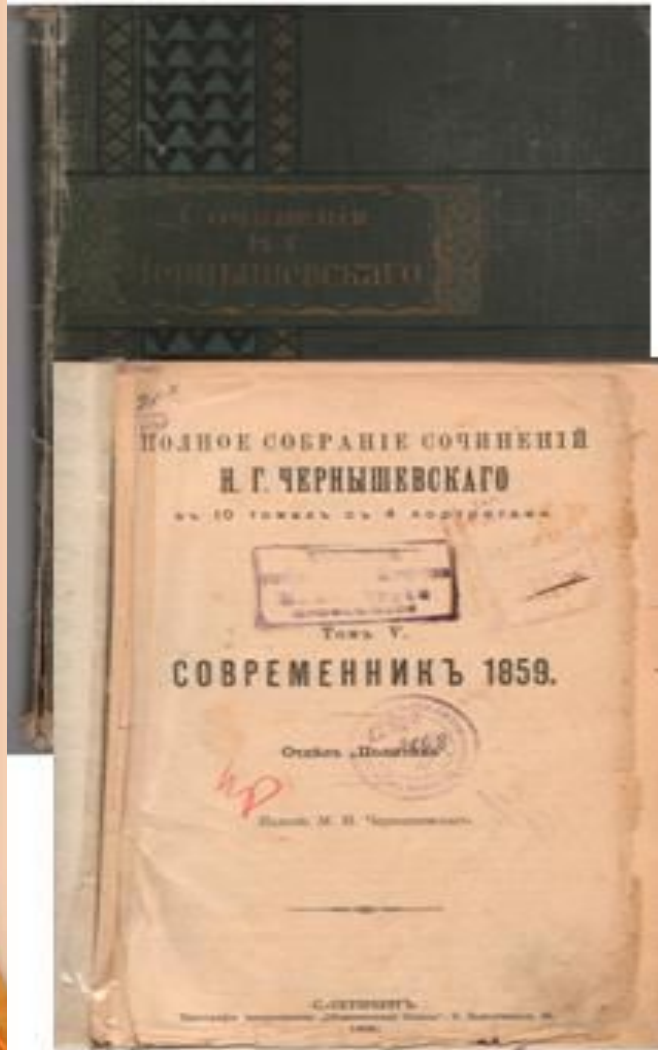 Сочиненія
Н. Г.
Чернышевскаго
ПОЛНОЕ СОБРАНІЕ СОЧИНЕНІЙ
Н. Г. ЧЕРНЫШЕВСКАГО
въ 10 томахъ съ 4 портретами
Томъ V.
СОВРЕМЕННИКЪ 1859.
Отдѣлъ „Политика"
Изданіе М. Н. Чернышевскаго.
С.-ПЕТЕРБУРГЪ.